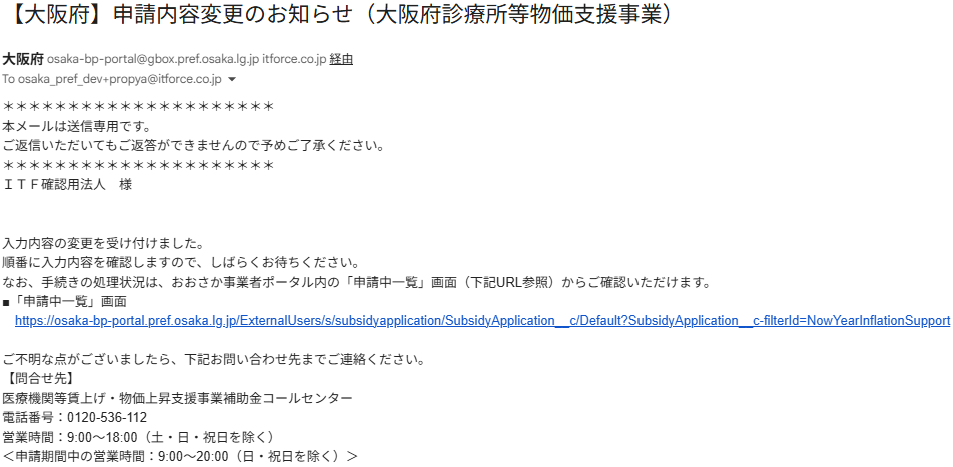 【大阪府】申請内容変更のお知らせ（大阪府診療所等物価支援事業）
大阪府 osaka-bp-portal@gbox.pref.osaka.lg.jp itforce.co.jp 経由
To osaka_pref_dev+propya@itforce.co.jp
＊＊＊＊＊＊＊＊＊＊＊＊＊＊＊＊＊＊＊＊＊
本メールは送信専用です。
ご返信いただいてもご返答ができませんので予めご了承ください。
＊＊＊＊＊＊＊＊＊＊＊＊＊＊＊＊＊＊＊＊＊
ＩＴＦ確認用法人　様
入力内容の変更を受け付けました。
順番に入力内容を確認しますので、しばらくお待ちください。
なお、手続きの処理状況は、おおさか事業者ポータル内の「申請中一覧」画面（下記URL参照）からご確認いただけます。
■「申請中一覧」画面
https://osaka-bp-portal.pref.osaka.lg.jp/ExternalUsers/s/subsidyapplication/SubsidyApplication__c/Default?SubsidyApplication__c-filterId=NowYearInflationSupport
ご不明な点がございましたら、下記お問い合わせ先までご連絡ください。
【問合せ先】
医療機関等賃上げ・物価上昇支援事業補助金コールセンター
電話番号：0120-536-112
営業時間：9:00～18:00（土・日・祝日を除く）
＜申請期間中の営業時間：9:00～20:00（日・祝日を除く）＞